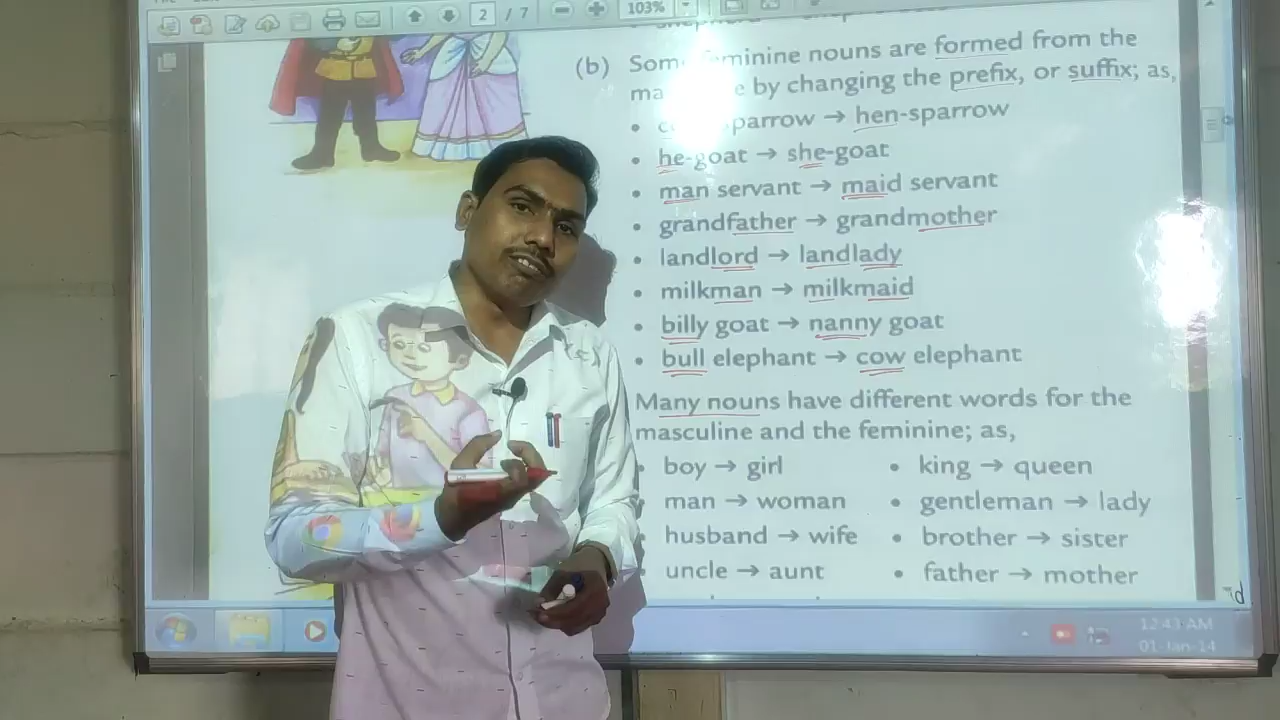 2 / 7
103%
(b) Som feminine nouns are formed from the
ma e by changing the prefix, or suffix; as,
• parrow → hen-sparrow
• he-goat → she-goat
• man servant → maid servant
• grandfather → grandmother
• landlord → landlady
• milkman → milkmaid
• billy goat → nanny goat
• bull elephant → cow elephant
Many nouns have different words for the
masculine and the feminine; as,
• boy → girl • king → queen
• man → woman • gentleman → lady
• husband → wife • brother → sister
• uncle → aunt • father → mother
12:43 AM
01-Jan-14